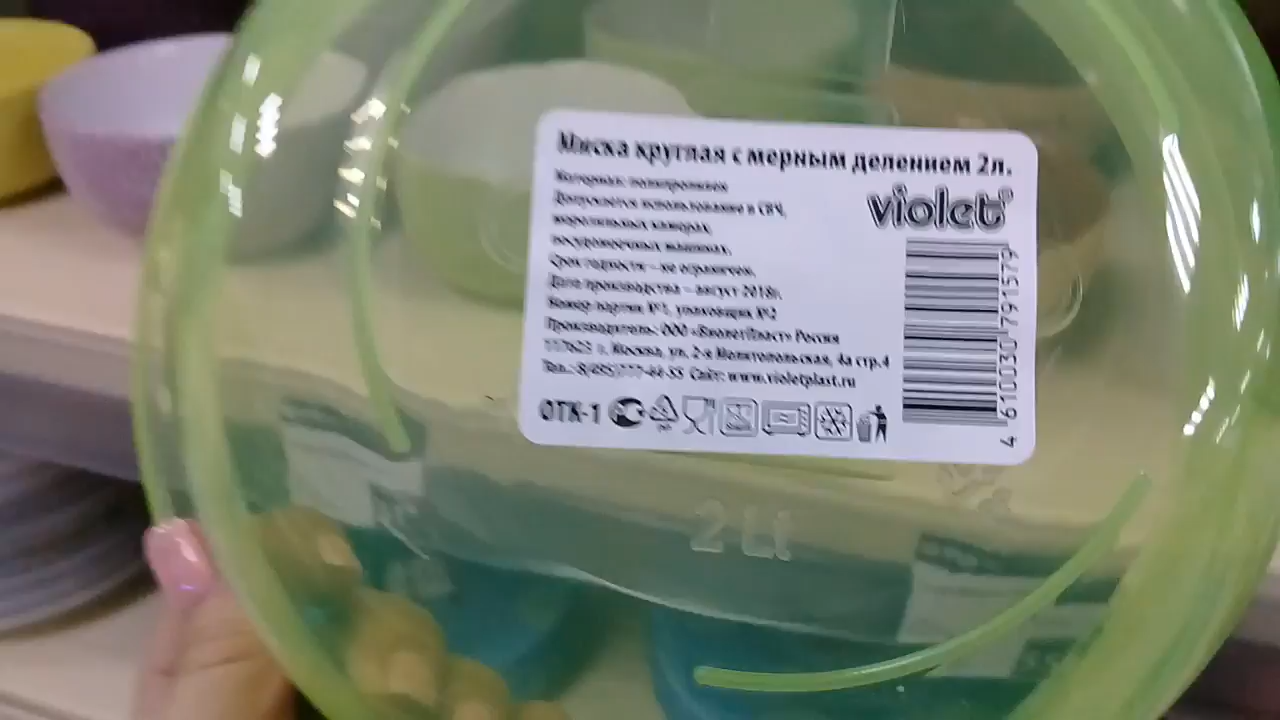 Миска круглая с мерным делением 2л.
Материал: полипропилен
Допускается использование в СВЧ,
морозильных камерах,
посудомоечных машинах.
Срок годности – не ограничен.
Дата производства – август 2018г.
Номер партии №1, упаковщик №2
Производитель: ООО «ВиолетПласт» Россия
117623 г. Москва, ул. 2-я Мелитопольская, 4а стр.4
Сайт: www.violetplast.ru
violet®
4 610030 791579
ОТК-1
2 Lt